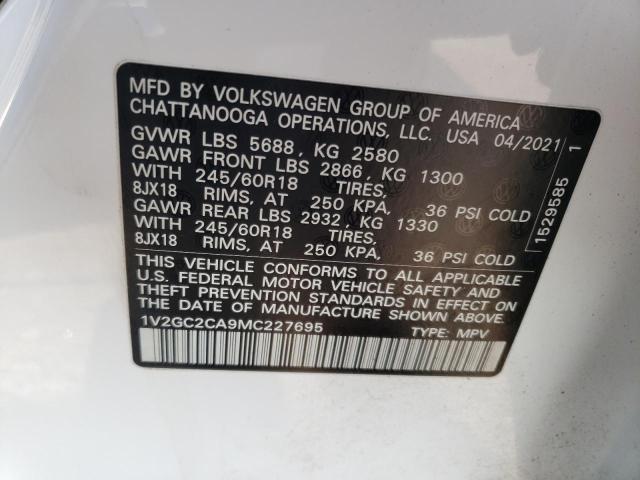 MFD BY VOLKSWAGEN GROUP OF AMERICA
CHATTANOOGA OPERATIONS, LLC. USA 04/2021
GVWR LBS 5688, KG 2580
GAWR FRONT LBS 2866, KG 1300
WITH 245/60R18 TIRES,
8JX18 RIMS, AT 250 KPA, 36 PSI COLD
GAWR REAR LBS 2932, KG 1330
WITH 245/60R18 TIRES,
8JX18 RIMS, AT 250 KPA, 36 PSI COLD
THIS VEHICLE CONFORMS TO ALL APPLICABLE
U.S. FEDERAL MOTOR VEHICLE SAFETY AND
THEFT PREVENTION STANDARDS IN EFFECT ON
THE DATE OF MANUFACTURE SHOWN ABOVE.
1V2GC2CA9MC227695 TYPE: MPV
1529585 1